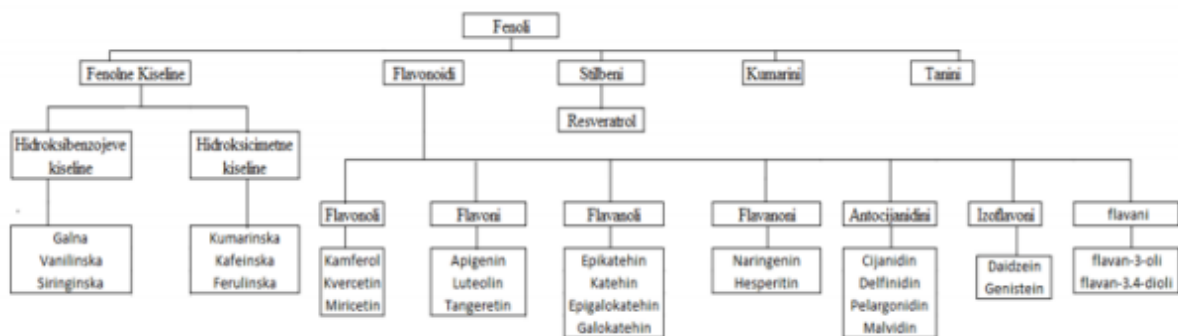 Fenoli
Fenolne Kiseline
Flavonoidi
Stilbeni
Kumarini
Tanini
Resveratrol
Hidroksibenzojeve
kiseline
Hidroksicimetne
kiseline
Flavonoli
Flavoni
Flavanoli
Flavanoni
Antocijanidini
Izoflavoni
flavani
Galna
Vanilinska
Siringinska
Kumarinska
Kafeinska
Ferulinska
Kamferol
Kvercetin
Miricetin
Apigenin
Luteolin
Tangeretin
Epikatehin
Katehin
Epigalokatehin
Galokatehin
Naringenin
Hesperitin
Cijanidin
Delfinidin
Pelargonidin
Malvidin
Daidzein
Genistein
flavan-3-oli
flavan-3.4-dioli